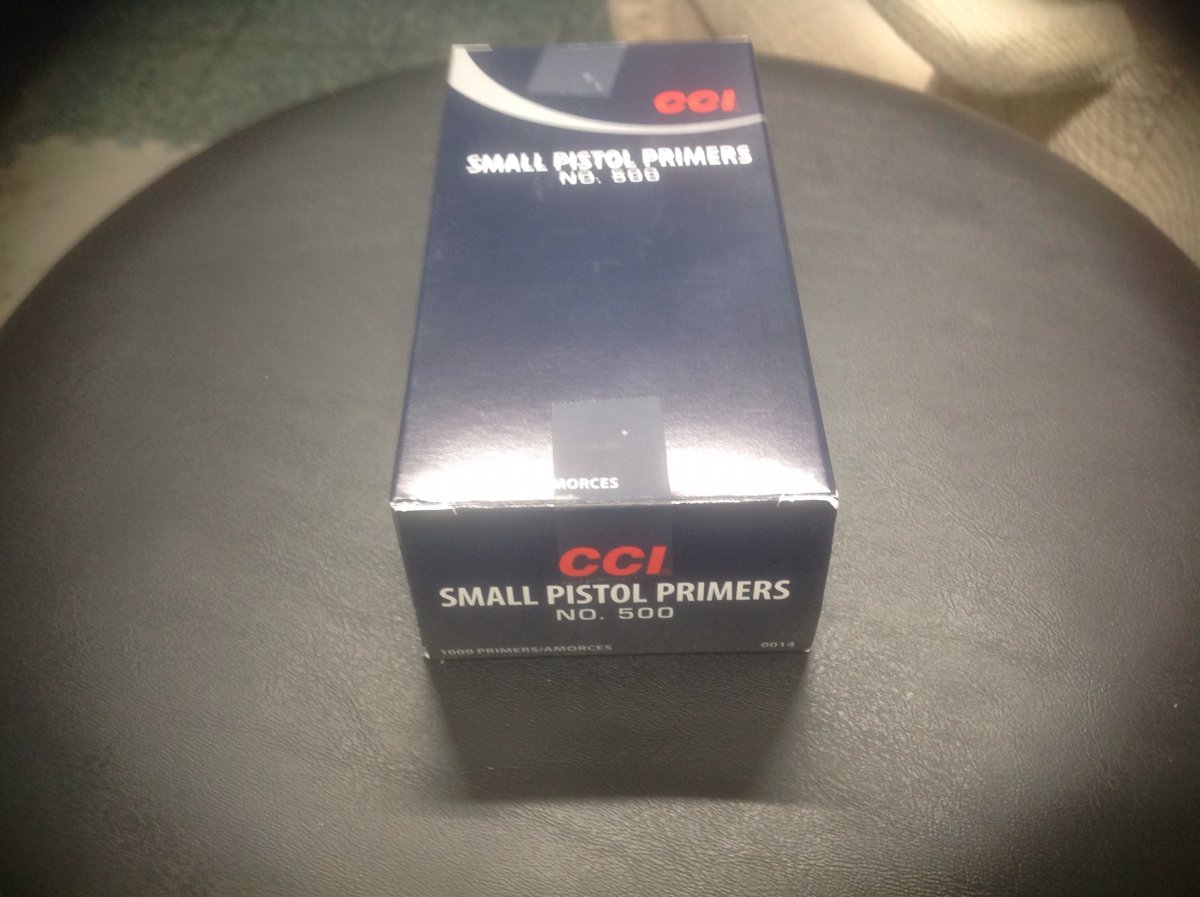 CCI
SMALL PISTOL PRIMERS
NO. 500
AMORCES
CCI
SMALL PISTOL PRIMERS
NO. 500
1000 PRIMERS/AMORCES
0014